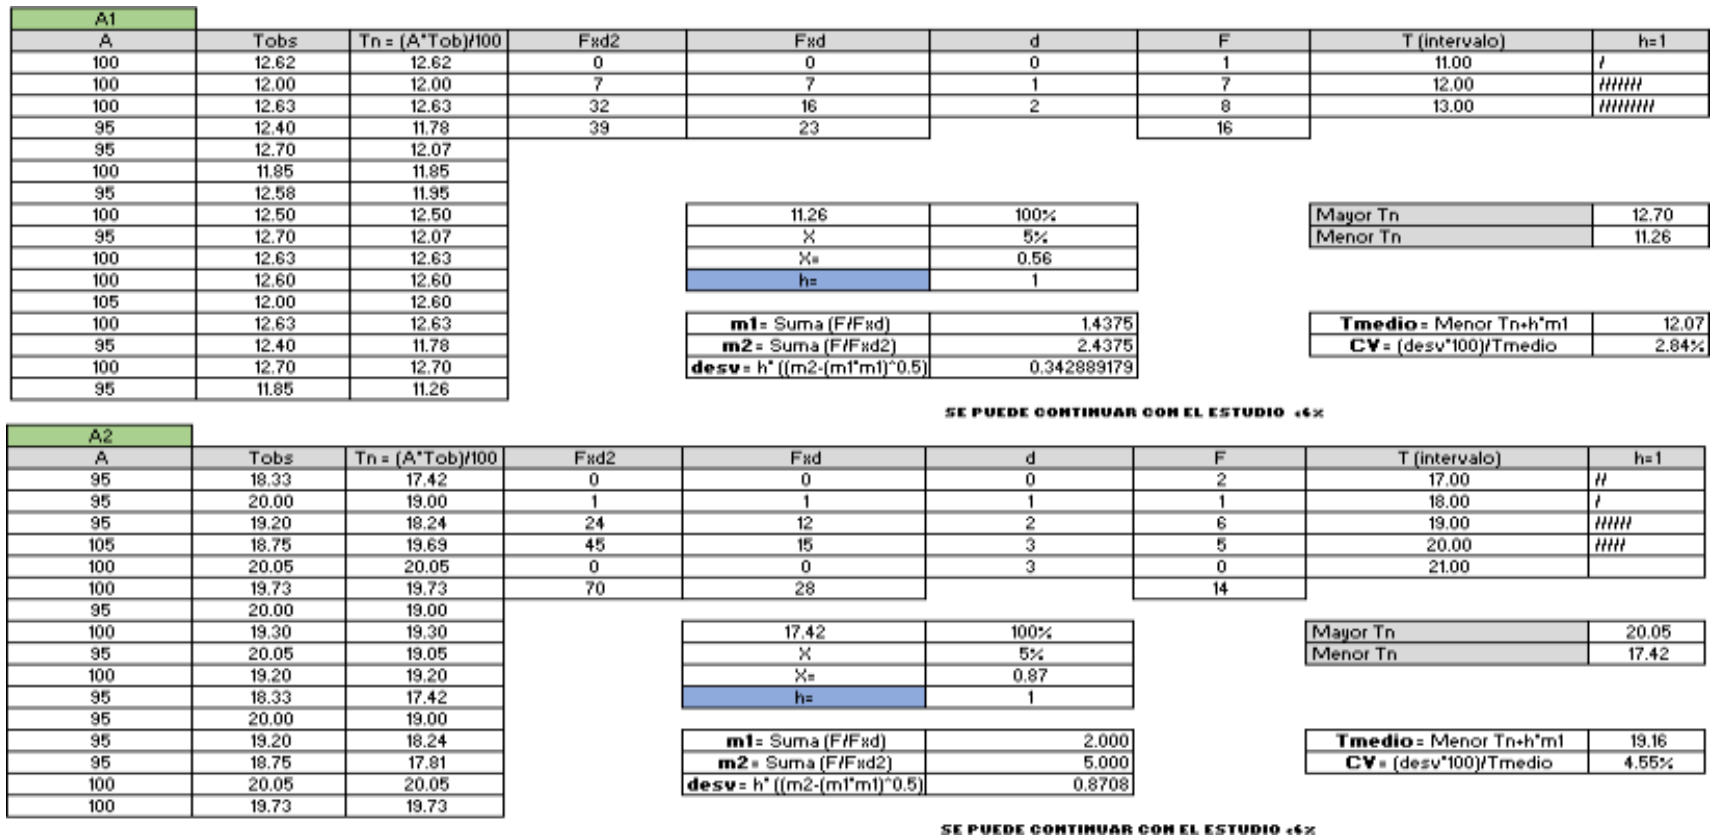 A1
A Tobs Tn = (A*Tob)/100 Fxd2 Fxd d F T (intervalo) h=1
100 12.62 12.62 0 0 0 1 11.00 /
100 12.00 12.00 7 7 1 7 12.00 ///////
100 12.63 12.63 32 16 2 8 13.00 /////////
95 12.40 11.78 39 23 16
95 12.70 12.07
100 11.85 11.85
95 12.58 11.95
100 12.50 12.50 11.26 100% Mayor Tn 12.70
95 12.70 12.07 X 5% Menor Tn 11.26
100 12.63 12.63 X= 0.56
100 12.60 12.60 h= 1
105 12.00 12.60
100 12.63 12.63 m1= Suma (F/Fxd) 1.4375 Tmedio = Menor Tn+h*m1 12.07
95 12.40 11.78 m2= Suma (F/Fxd2) 2.4375 CV = (desv*100)/Tmedio 2.84%
100 12.70 12.70 desv= h* ((m2-(m1*m1)^0.5) 0.342889179
95 11.85 11.26
SE PUEDE CONTINUAR CON EL ESTUDIO <6%
A2
A Tobs Tn = (A*Tob)/100 Fxd2 Fxd d F T (intervalo) h=1
95 18.33 17.42 0 0 0 2 17.00 //
95 20.00 19.00 1 1 1 1 18.00 /
95 19.20 18.24 24 12 2 6 19.00 //////
105 18.75 19.69 45 15 3 5 20.00 /////
100 20.05 20.05 0 0 3 0 21.00
100 19.73 19.73 70 28 14
95 20.00 19.00
100 19.30 19.30 17.42 100% Mayor Tn 20.05
95 20.05 19.05 X 5% Menor Tn 17.42
100 19.20 19.20 X= 0.87
95 18.33 17.42 h= 1
95 20.00 19.00
95 19.20 18.24 m1= Suma (F/Fxd) 2.000 Tmedio = Menor Tn+h*m1 19.16
95 18.75 17.81 m2= Suma (F/Fxd2) 5.000 CV = (desv*100)/Tmedio 4.55%
100 20.05 20.05 desv= h* ((m2-(m1*m1)^0.5) 0.8708
100 19.73 19.73
SE PUEDE CONTINUAR CON EL ESTUDIO <6%